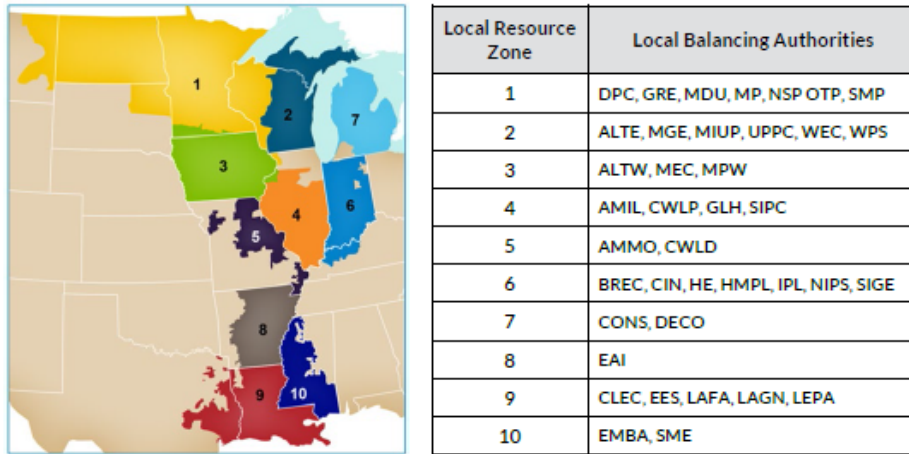 1
2
7
3
4
6
5
8
9
10
Local Resource
Zone
Local Balancing Authorities
1
DPC, GRE, MDU, MP, NSP OTP, SMP
2
ALTE, MGE, MIUP, UPPC, WEC, WPS
3
ALTW, MEC, MPW
4
AMIL, CWLP, GLH, SIPC
5
AMMO, CWLD
6
BREC, CIN, HE, HMPL, IPL, NIPS, SIGE
7
CONS, DECO
8
EAI
9
CLEC, EES, LAFA, LAGN, LEPA
10
EMBA, SME